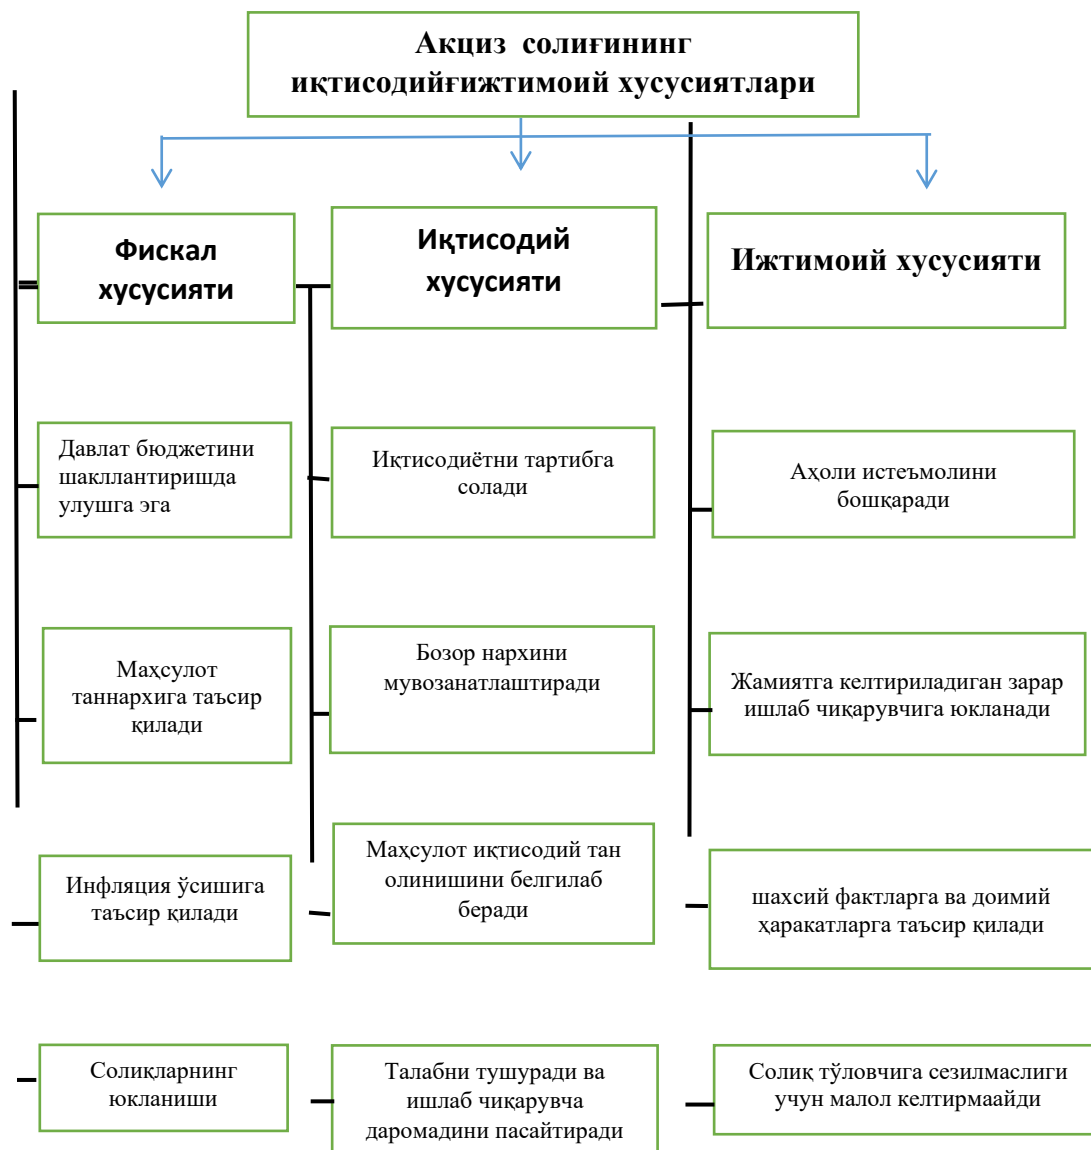 Акциз солиғининг
иқтисодийғижтимоий хусусиятлари
Фискал
хусусияти
Иқтисодий
хусусияти
Ижтимоий хусусияти
Давлат бюджетини
шакллантиришда
улушга эга
Иқтисодиётни тартибга
солади
Аҳоли истеъмолини
бошқаради
Маҳсулот
таннархига таъсир
қилади
Бозор нархини
мувозанатлаштиради
Жамиятга келтириладиган зарар
ишлаб чиқарувчига юкланади
Инфляция ўсишига
таъсир қилади
Маҳсулот иқтисодий тан
олинишини белгилаб
беради
шахсий фактларга ва доимий
ҳаракатларга таъсир қилади
Солиқларнинг
юкланиши
Талабни тушуради ва
ишлаб чиқарувча
даромадини пасайтиради
Солиқ тўловчига сезилмаслиги
учун малол келтирмаайди